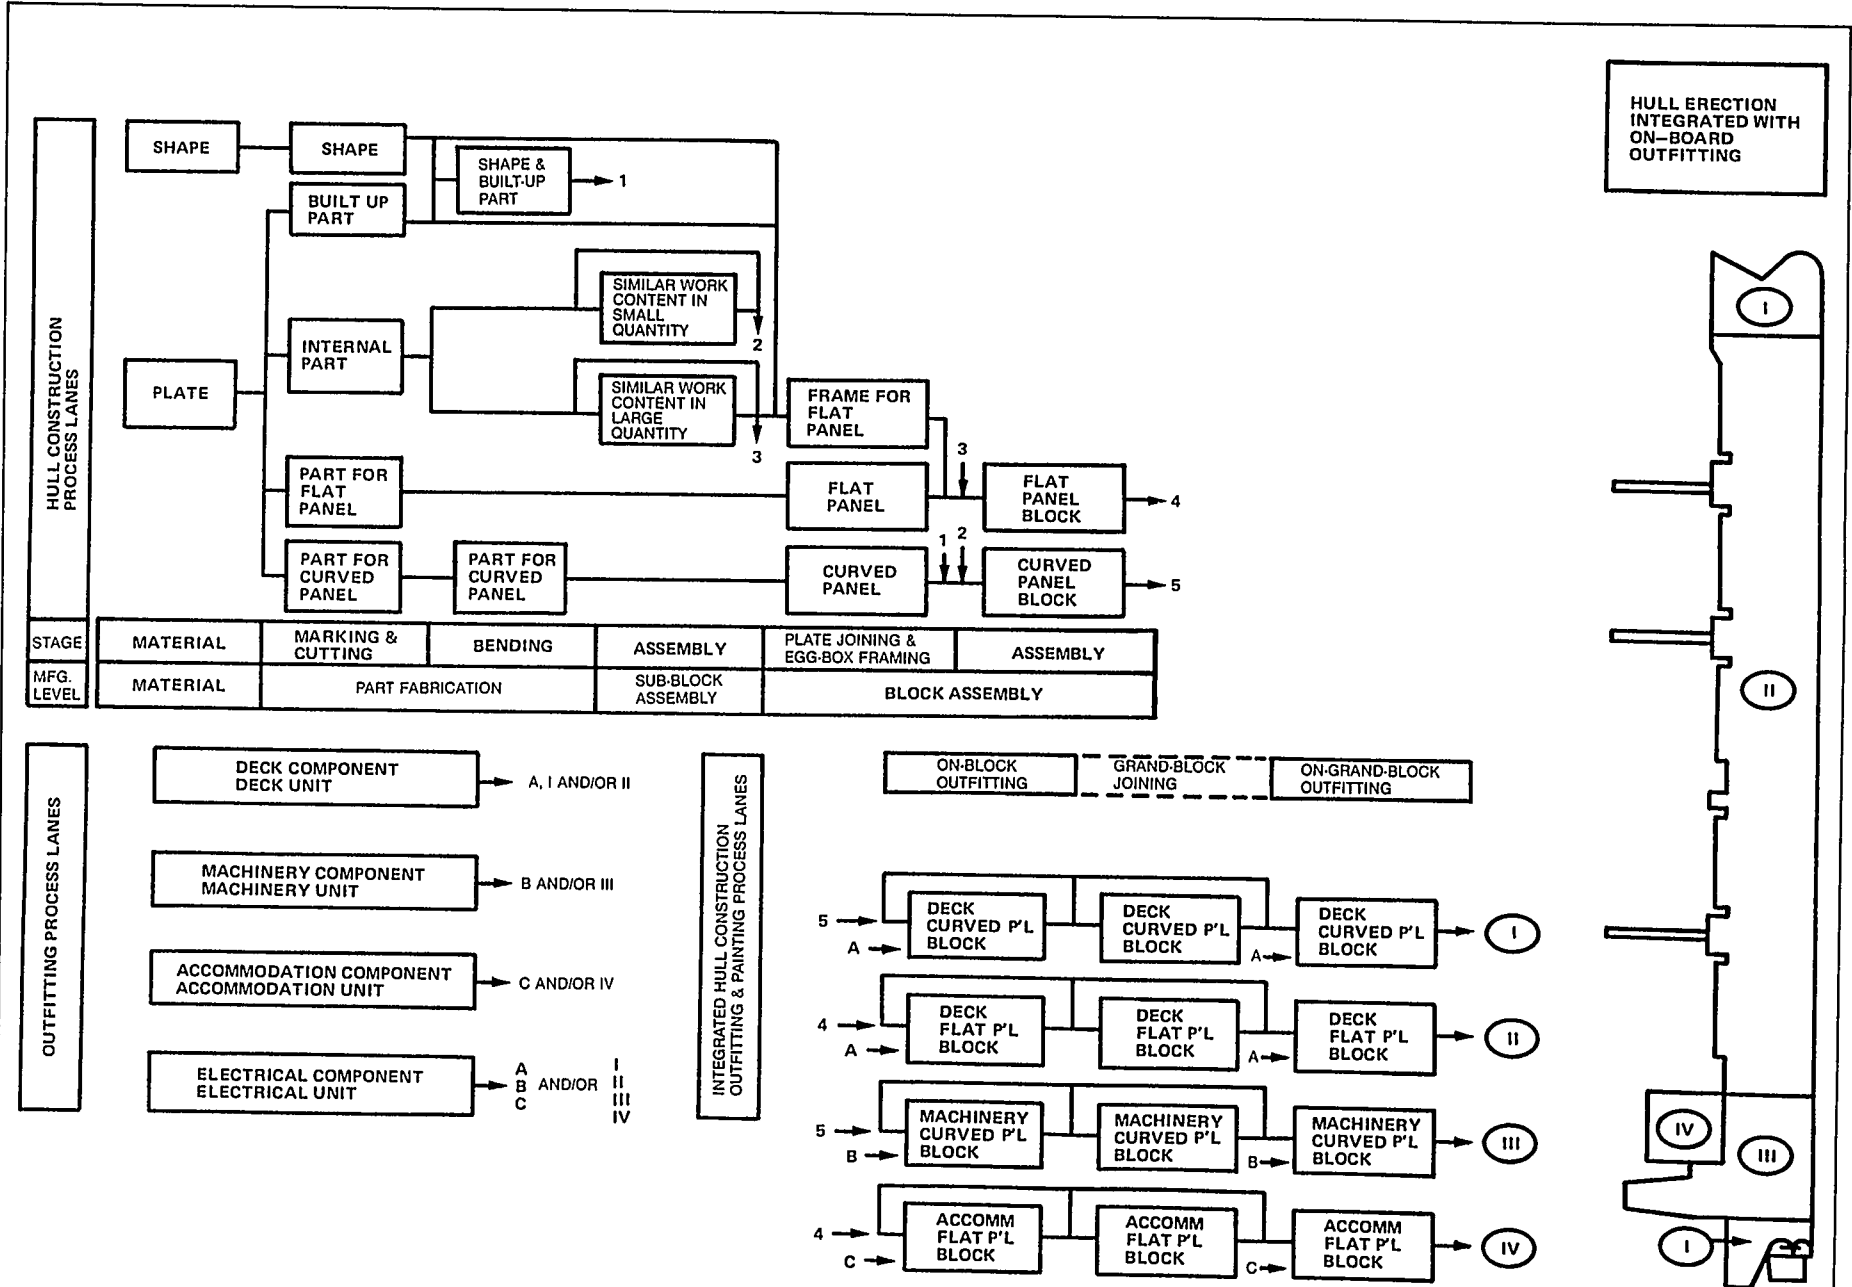 HULL ERECTION
INTEGRATED WITH
ON–BOARD
OUTFITTING
HULL CONSTRUCTION
PROCESS LANES
SHAPE
SHAPE
SHAPE &
BUILT-UP
PART
1
BUILT UP
PART
SIMILAR WORK
CONTENT IN
SMALL
QUANTITY
2
INTERNAL
PART
PLATE
SIMILAR WORK
CONTENT IN
LARGE
QUANTITY
3
FRAME FOR
FLAT
PANEL
PART FOR
FLAT
PANEL
FLAT
PANEL
3
FLAT
PANEL
BLOCK
4
PART FOR
CURVED
PANEL
PART FOR
CURVED
PANEL
CURVED
PANEL
1
2
CURVED
PANEL
BLOCK
5
STAGE
MATERIAL
MARKING &
CUTTING
BENDING
ASSEMBLY
PLATE JOINING &
EGG-BOX FRAMING
ASSEMBLY
MFG.
LEVEL
MATERIAL
PART FABRICATION
SUB-BLOCK
ASSEMBLY
BLOCK ASSEMBLY
OUTFITTING PROCESS LANES
DECK COMPONENT
DECK UNIT
A, I AND/OR II
MACHINERY COMPONENT
MACHINERY UNIT
B AND/OR III
ACCOMMODATION COMPONENT
ACCOMMODATION UNIT
C AND/OR IV
ELECTRICAL COMPONENT
ELECTRICAL UNIT
A
B
C
AND/OR
I
II
III
IV
INTEGRATED HULL CONSTRUCTION
OUTFITTING & PAINTING PROCESS LANES
ON-BLOCK
OUTFITTING
GRAND-BLOCK
JOINING
ON-GRAND-BLOCK
OUTFITTING
5
A
DECK
CURVED P'L
BLOCK
DECK
CURVED P'L
BLOCK
A
DECK
CURVED P'L
BLOCK
I
4
A
DECK
FLAT P'L
BLOCK
DECK
FLAT P'L
BLOCK
A
DECK
FLAT P'L
BLOCK
II
5
B
MACHINERY
CURVED P'L
BLOCK
MACHINERY
CURVED P'L
BLOCK
B
MACHINERY
CURVED P'L
BLOCK
III
4
C
ACCOMM
FLAT P'L
BLOCK
ACCOMM
FLAT P'L
BLOCK
C
ACCOMM
FLAT P'L
BLOCK
IV
I
II
IV
III
I